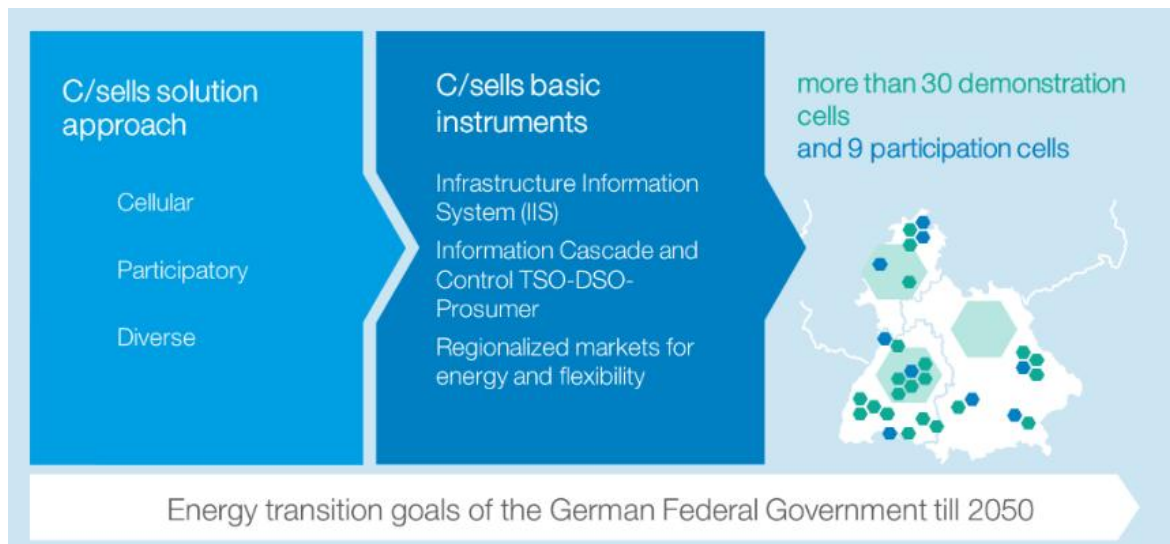 C/sells solution
approach
Cellular
Participatory
Diverse
C/sells basic
instruments
Infrastructure Information
System (IIS)
Information Cascade and
Control TSO-DSO-
Prosumer
Regionalized markets for
energy and flexibility
more than 30 demonstration
cells
and 9 participation cells
Energy transition goals of the German Federal Government till 2050